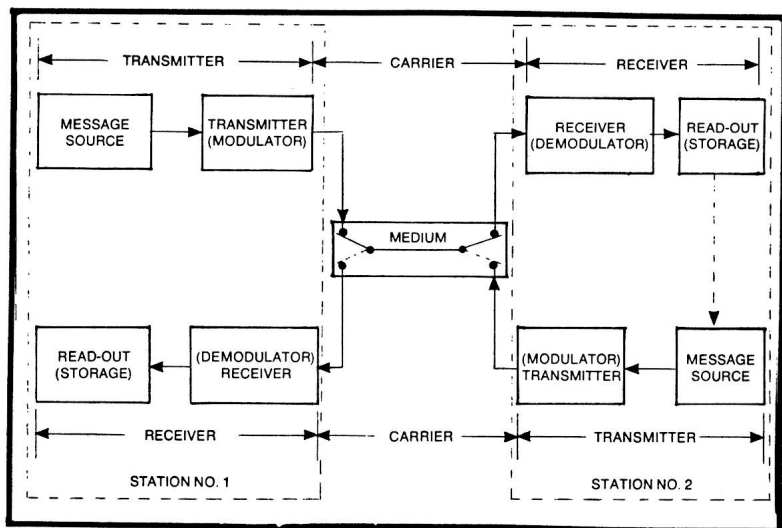 TRANSMITTER
CARRIER
RECEIVER
MESSAGE
SOURCE
TRANSMITTER
(MODULATOR)
RECEIVER
(DEMODULATOR)
READ-OUT
(STORAGE)
MEDIUM
READ-OUT
(STORAGE)
(DEMODULATOR)
RECEIVER
(MODULATOR)
TRANSMITTER
MESSAGE
SOURCE
RECEIVER
CARRIER
TRANSMITTER
STATION NO. 1
STATION NO. 2